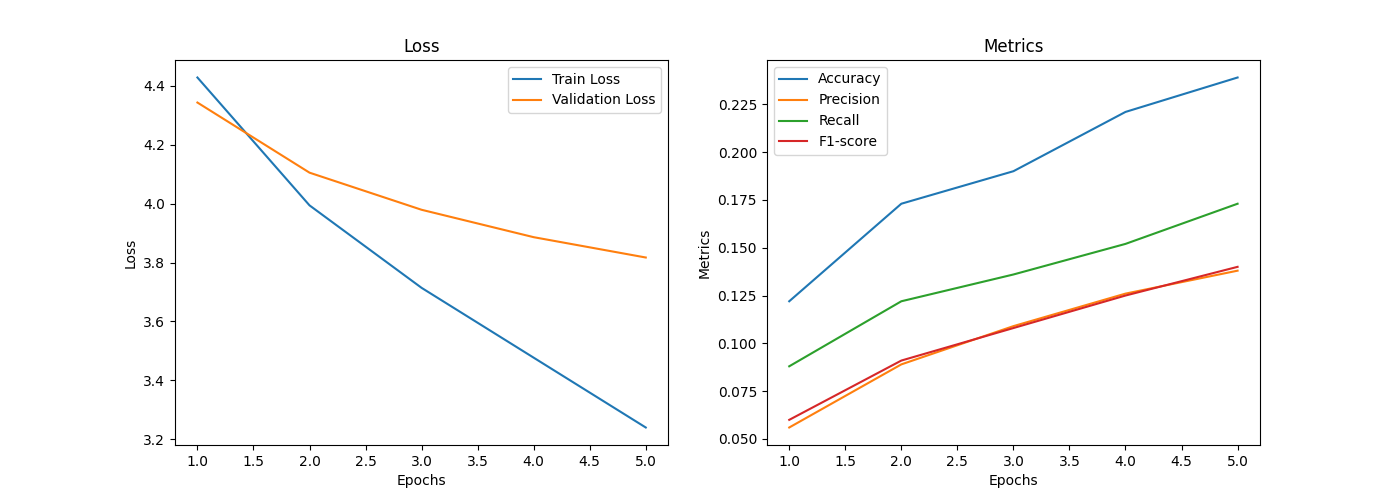 Loss
Train Loss
Validation Loss
4.4
4.2
4.0
3.8
3.6
3.4
3.2
Loss
1.0 1.5 2.0 2.5 3.0 3.5 4.0 4.5 5.0
Epochs
Metrics
Accuracy
Precision
Recall
F1-score
0.225
0.200
0.175
0.150
0.125
0.100
0.075
0.050
Metrics
1.0 1.5 2.0 2.5 3.0 3.5 4.0 4.5 5.0
Epochs